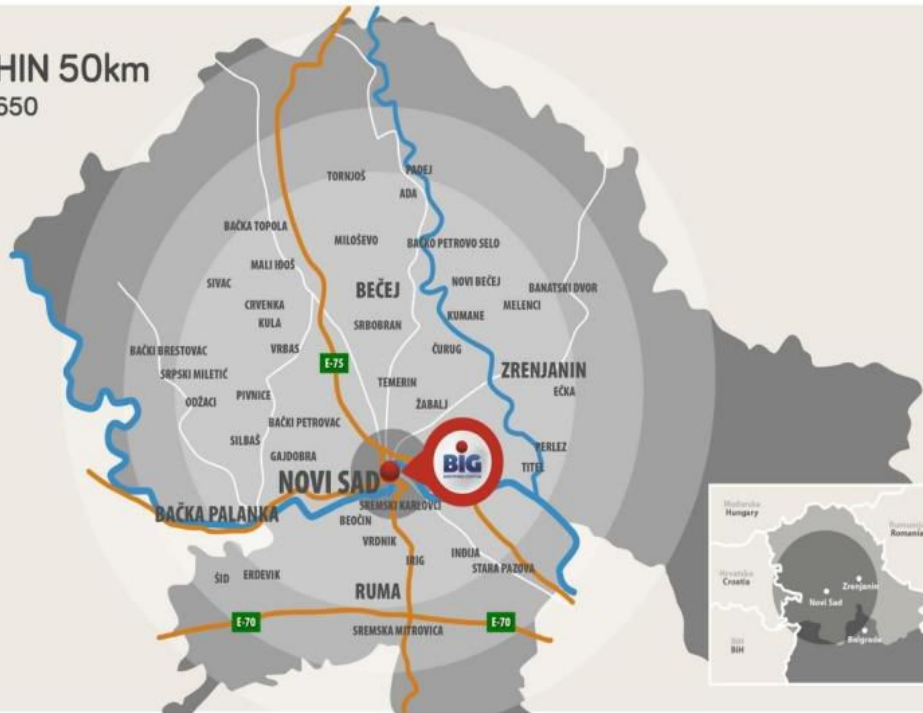 HIN 50km
650
TORNJOŠ
PADEJ
ADA
BAČKA TOPOLA
MILOŠEVO
BAČKO PETROVO SELO
MALI IĐOŠ
SIVAC
BEČEJ
NOVI BEČEJ
BANATSKI DVOR
CRVENKA
MELENCI
KULA
SRBOBRAN
KUMANE
BAČKI BRESTOVAC
VRBAS
ČURUG
E-75
SRPSKI MILETIĆ
ZRENJANIN
TEMERIN
ODŽACI
PIVNICE
EČKA
ŽABALJ
BAČKI PETROVAC
SILBAŠ
PERLEZ
GAJDOBRA
BIG
TITEL
NOVI SAD
SREMSKI KARLOVCI
BAČKA PALANKA
BEOČIN
VRDNIK
INĐIJA
IRIG
STARA PAZOVA
ŠID
ERDEVIK
RUMA
E-70
E-70
SREMSKA MITROVICA
Hungary
Romania
Croatia
Zrenjanin
Novi Sad
Belgrade
BiH
BiH